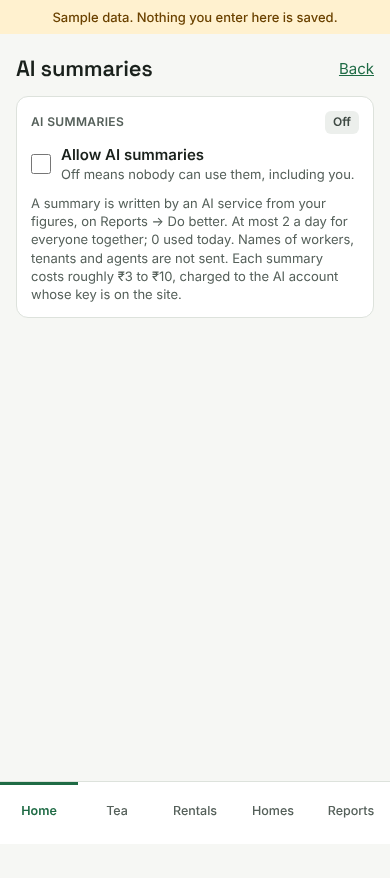 Sample data. Nothing you enter here is saved.
AI summaries
Back
AI SUMMARIES
Off
Allow AI summaries
Off means nobody can use them, including you.
A summary is written by an AI service from your
figures, on Reports → Do better. At most 2 a day for
everyone together; 0 used today. Names of workers,
tenants and agents are not sent. Each summary
costs roughly ₹3 to ₹10, charged to the AI account
whose key is on the site.
Home
Tea
Rentals
Homes
Reports